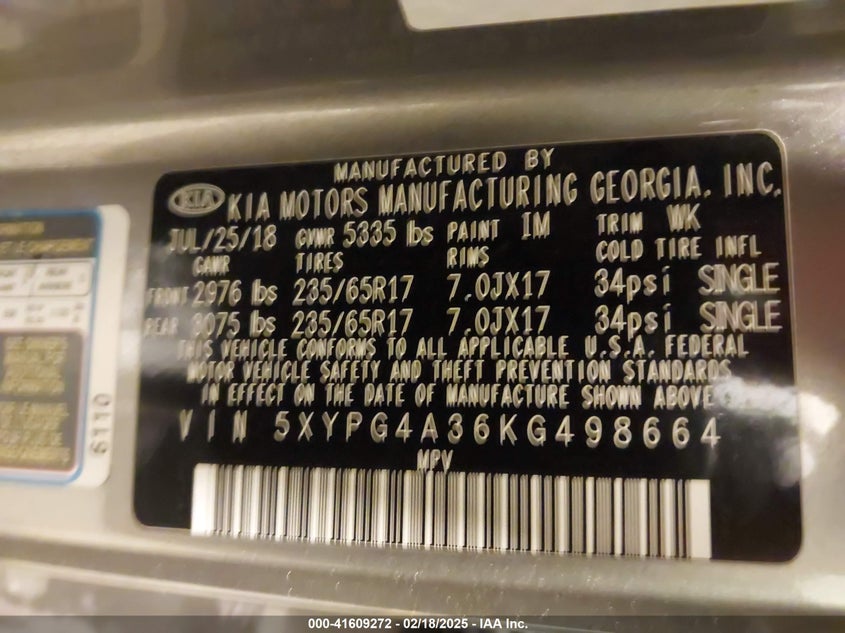 MANUFACTURED BY
KIA KIA MOTORS MANUFACTURING GEORGIA, INC.
JUL/25/18 GVWR 5335 lbs PAINT IM TRIM WK
GAWR TIRES RIMS COLD TIRE INFL
FRONT 2976 lbs 235/65R17 7.0JX17 34psi SINGLE
REAR 3075 lbs 235/65R17 7.0JX17 34psi SINGLE
THIS VEHICLE CONFORMS TO ALL APPLICABLE U.S.A. FEDERAL
MOTOR VEHICLE SAFETY AND THEFT PREVENTION STANDARDS
IN EFFECT ON THE DATE OF MANUFACTURE SHOWN ABOVE
VIN 5XYPG4A36KG498664
MPV
6110
000-41609272 - 02/18/2025 - IAA Inc.